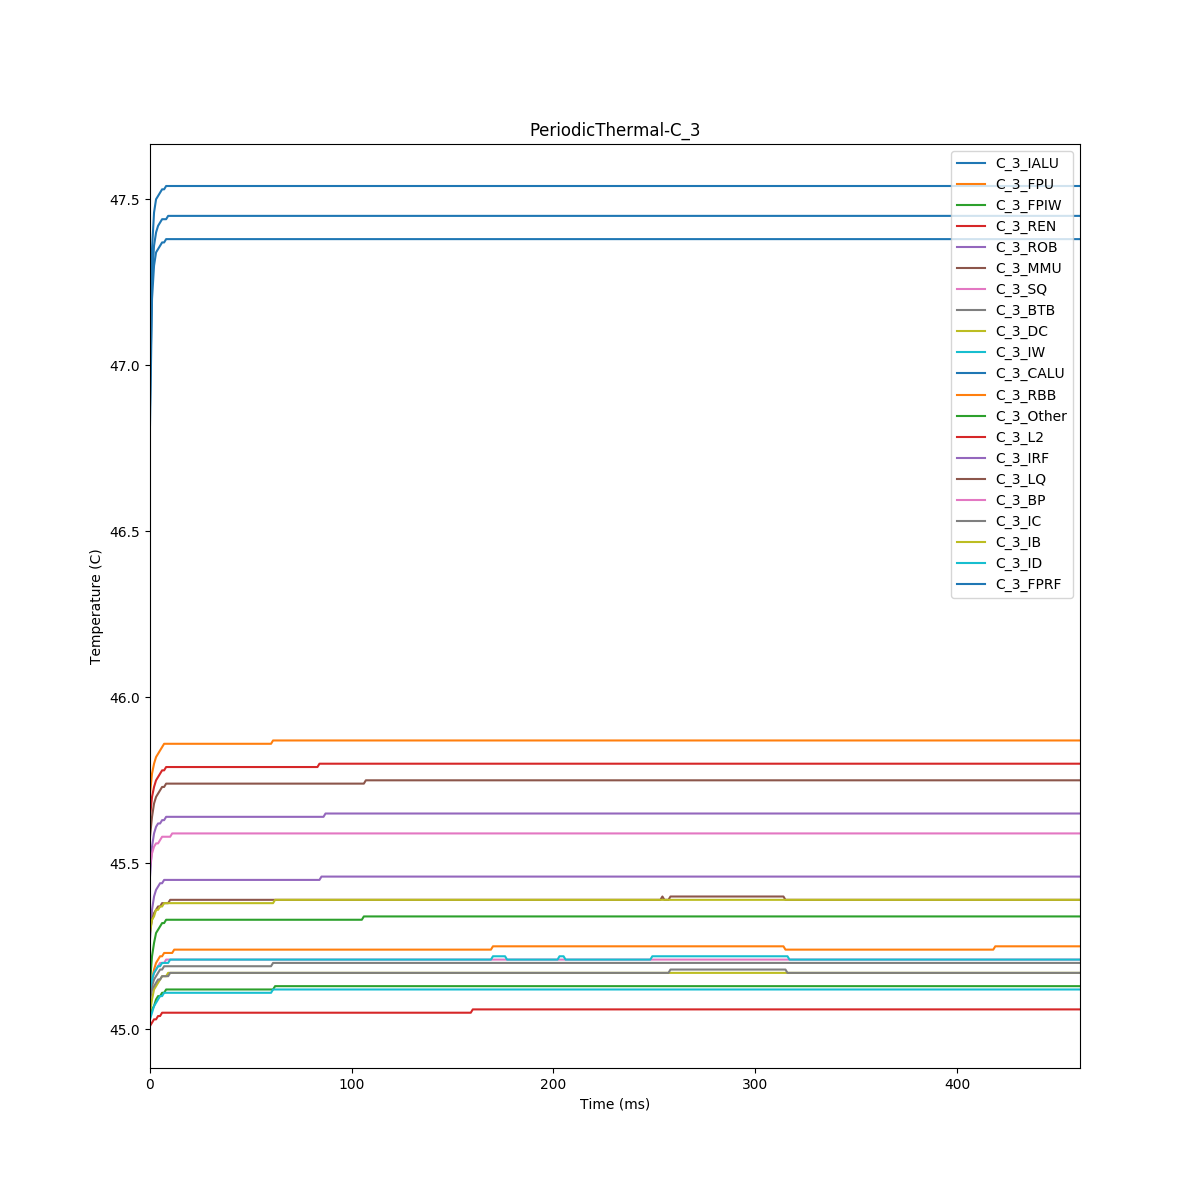 PeriodicThermal-C_3
47.5
47.0
46.5
46.0
45.5
45.0
Temperature (C)
0 100 200 300 400
Time (ms)
C_3_IALU
C_3_FPU
C_3_FPIW
C_3_REN
C_3_ROB
C_3_MMU
C_3_SQ
C_3_BTB
C_3_DC
C_3_IW
C_3_CALU
C_3_RBB
C_3_Other
C_3_L2
C_3_IRF
C_3_LQ
C_3_BP
C_3_IC
C_3_IB
C_3_ID
C_3_FPRF